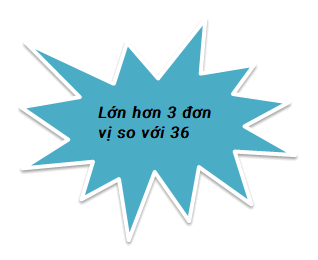 Lớn hơn 3 đơn
vị so với 36